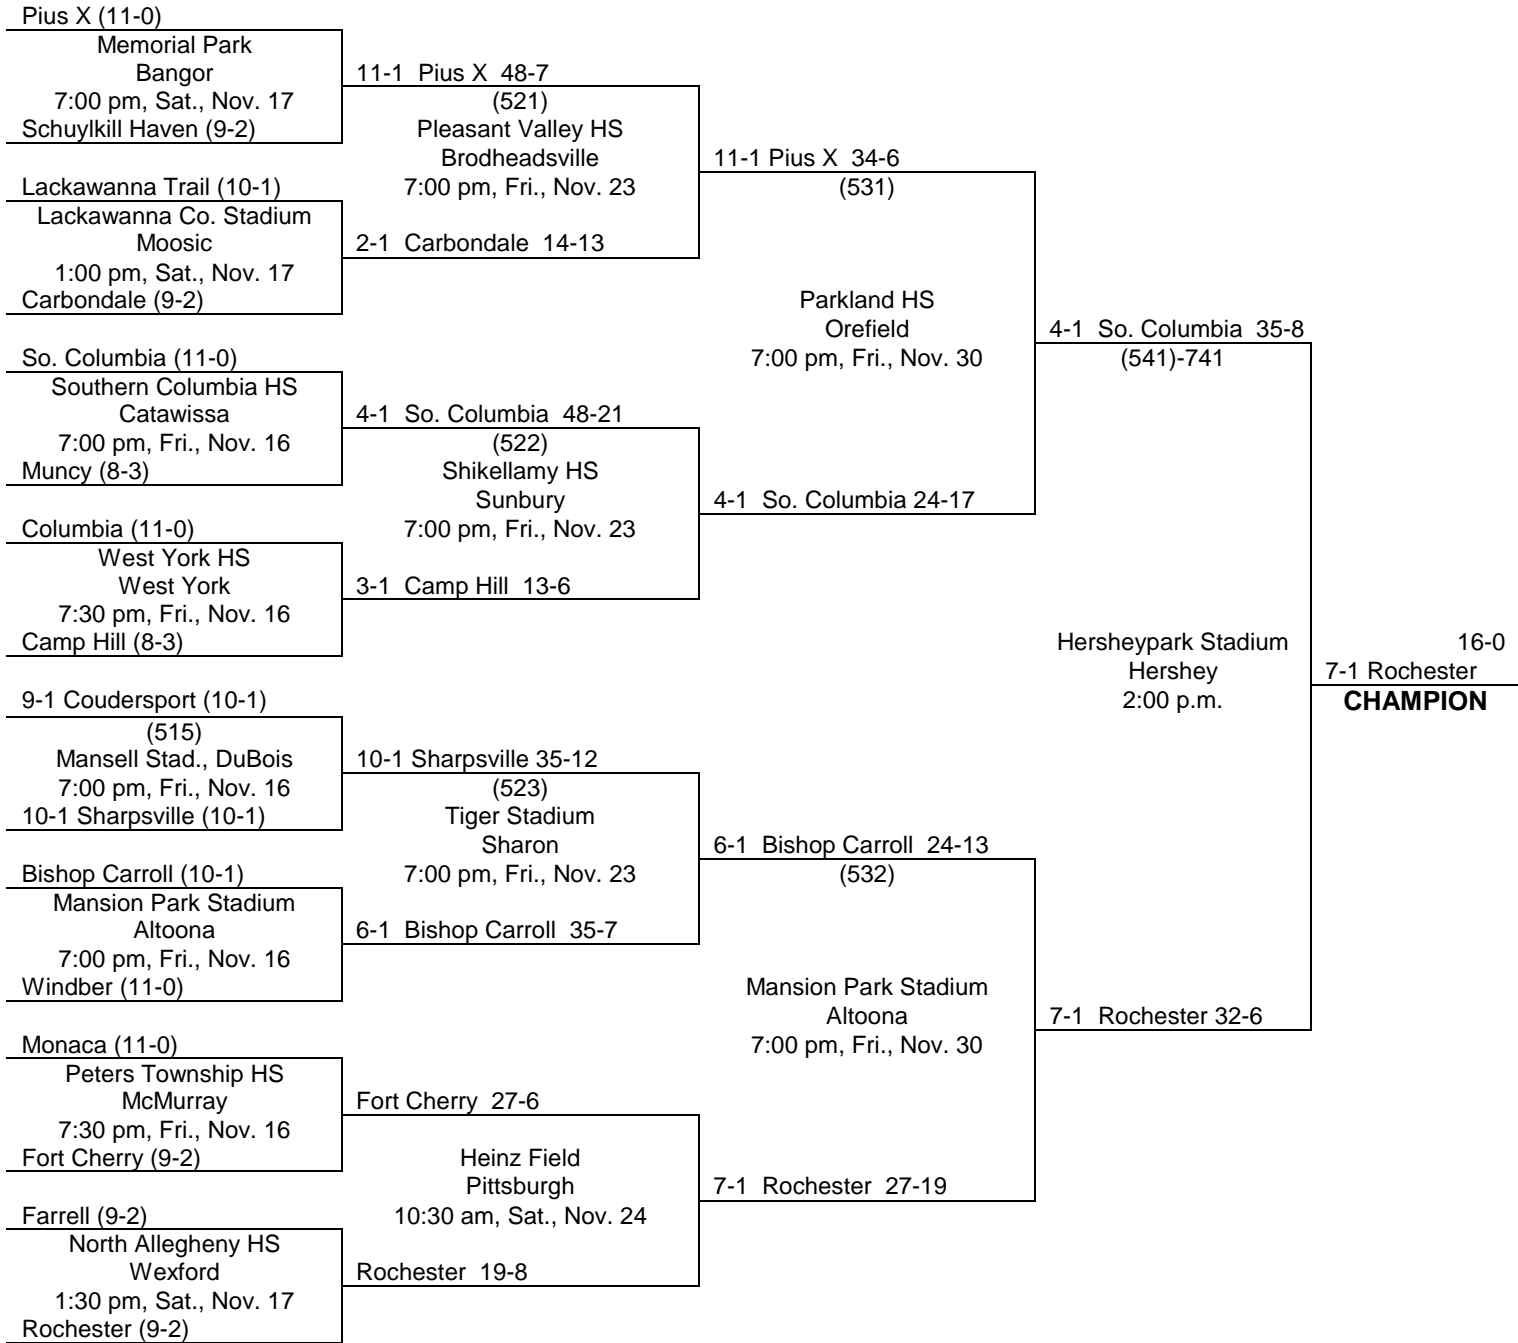 Pius X (11-0)
Memorial Park
Bangor
7:00 pm, Sat., Nov. 17
Schuylkill Haven (9-2)
Lackawanna Trail (10-1)
Lackawanna Co. Stadium
Moosic
1:00 pm, Sat., Nov. 17
Carbondale (9-2)
So. Columbia (11-0)
Southern Columbia HS
Catawissa
7:00 pm, Fri., Nov. 16
Muncy (8-3)
Columbia (11-0)
West York HS
West York
7:30 pm, Fri., Nov. 16
Camp Hill (8-3)
9-1 Coudersport (10-1)
(515)
Mansell Stad., DuBois
7:00 pm, Fri., Nov. 16
10-1 Sharpsville (10-1)
Bishop Carroll (10-1)
Mansion Park Stadium
Altoona
7:00 pm, Fri., Nov. 16
Windber (11-0)
Monaca (11-0)
Peters Township HS
McMurray
7:30 pm, Fri., Nov. 16
Fort Cherry (9-2)
Farrell (9-2)
North Allegheny HS
Wexford
1:30 pm, Sat., Nov. 17
Rochester (9-2)
11-1 Pius X 48-7
(521)
Pleasant Valley HS
Brodheadsville
7:00 pm, Fri., Nov. 23
2-1 Carbondale 14-13
4-1 So. Columbia 48-21
(522)
Shikellamy HS
Sunbury
7:00 pm, Fri., Nov. 23
3-1 Camp Hill 13-6
10-1 Sharpsville 35-12
(523)
Tiger Stadium
Sharon
7:00 pm, Fri., Nov. 23
6-1 Bishop Carroll 35-7
Fort Cherry 27-6
Heinz Field
Pittsburgh
10:30 am, Sat., Nov. 24
Rochester 19-8
11-1 Pius X 34-6
(531)
Parkland HS
Orefield
7:00 pm, Fri., Nov. 30
4-1 So. Columbia 24-17
6-1 Bishop Carroll 24-13
(532)
Mansion Park Stadium
Altoona
7:00 pm, Fri., Nov. 30
7-1 Rochester 27-19
4-1 So. Columbia 35-8
(541)-741
Hersheypark Stadium
Hershey
2:00 p.m.
7-1 Rochester 32-6
16-0
7-1 Rochester
CHAMPION